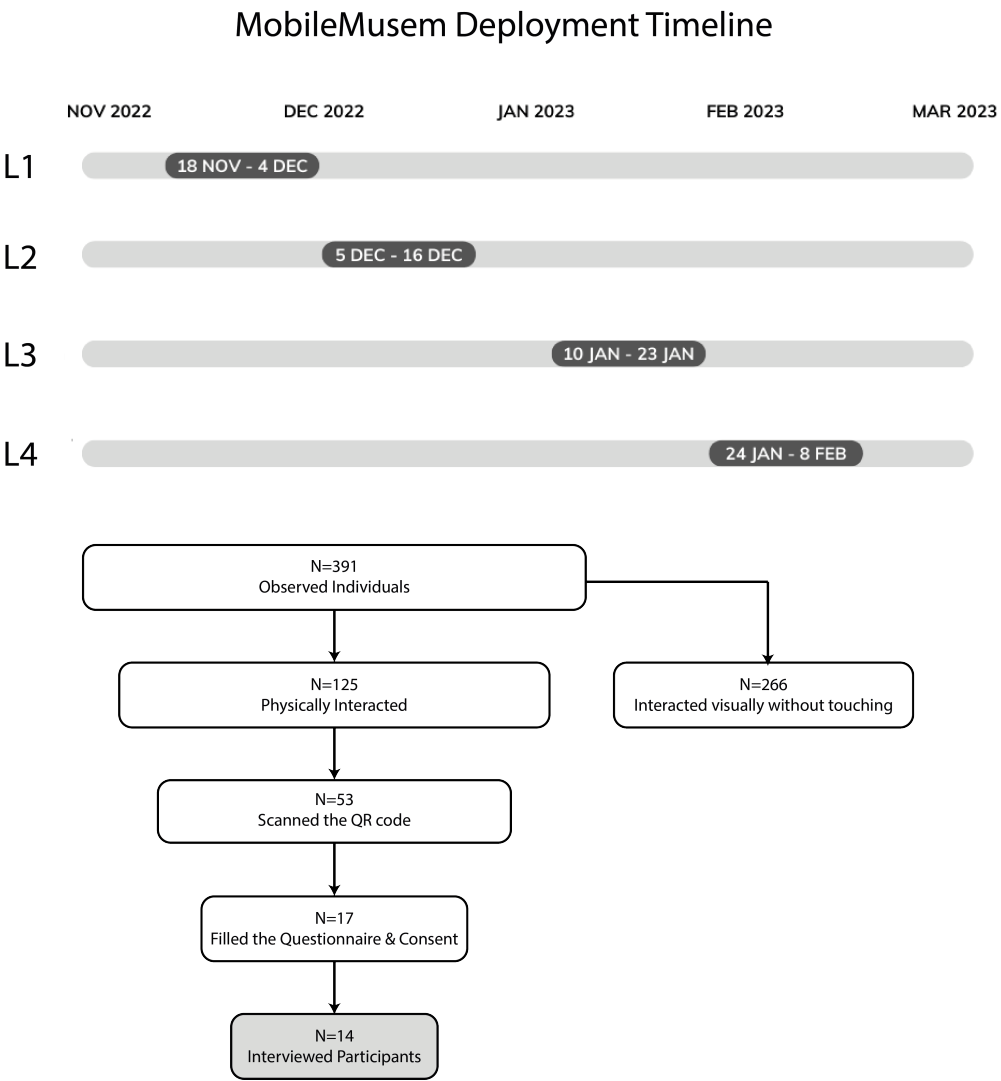 MobileMusem Deployment Timeline
NOV 2022 DEC 2022 JAN 2023 FEB 2023 MAR 2023
L1 18 NOV - 4 DEC
L2 5 DEC - 16 DEC
L3 10 JAN - 23 JAN
L4 24 JAN - 8 FEB
N=391
Observed Individuals
N=125
Physically Interacted
N=266
Interacted visually without touching
N=53
Scanned the QR code
N=17
Filled the Questionnaire & Consent
N=14
Interviewed Participants